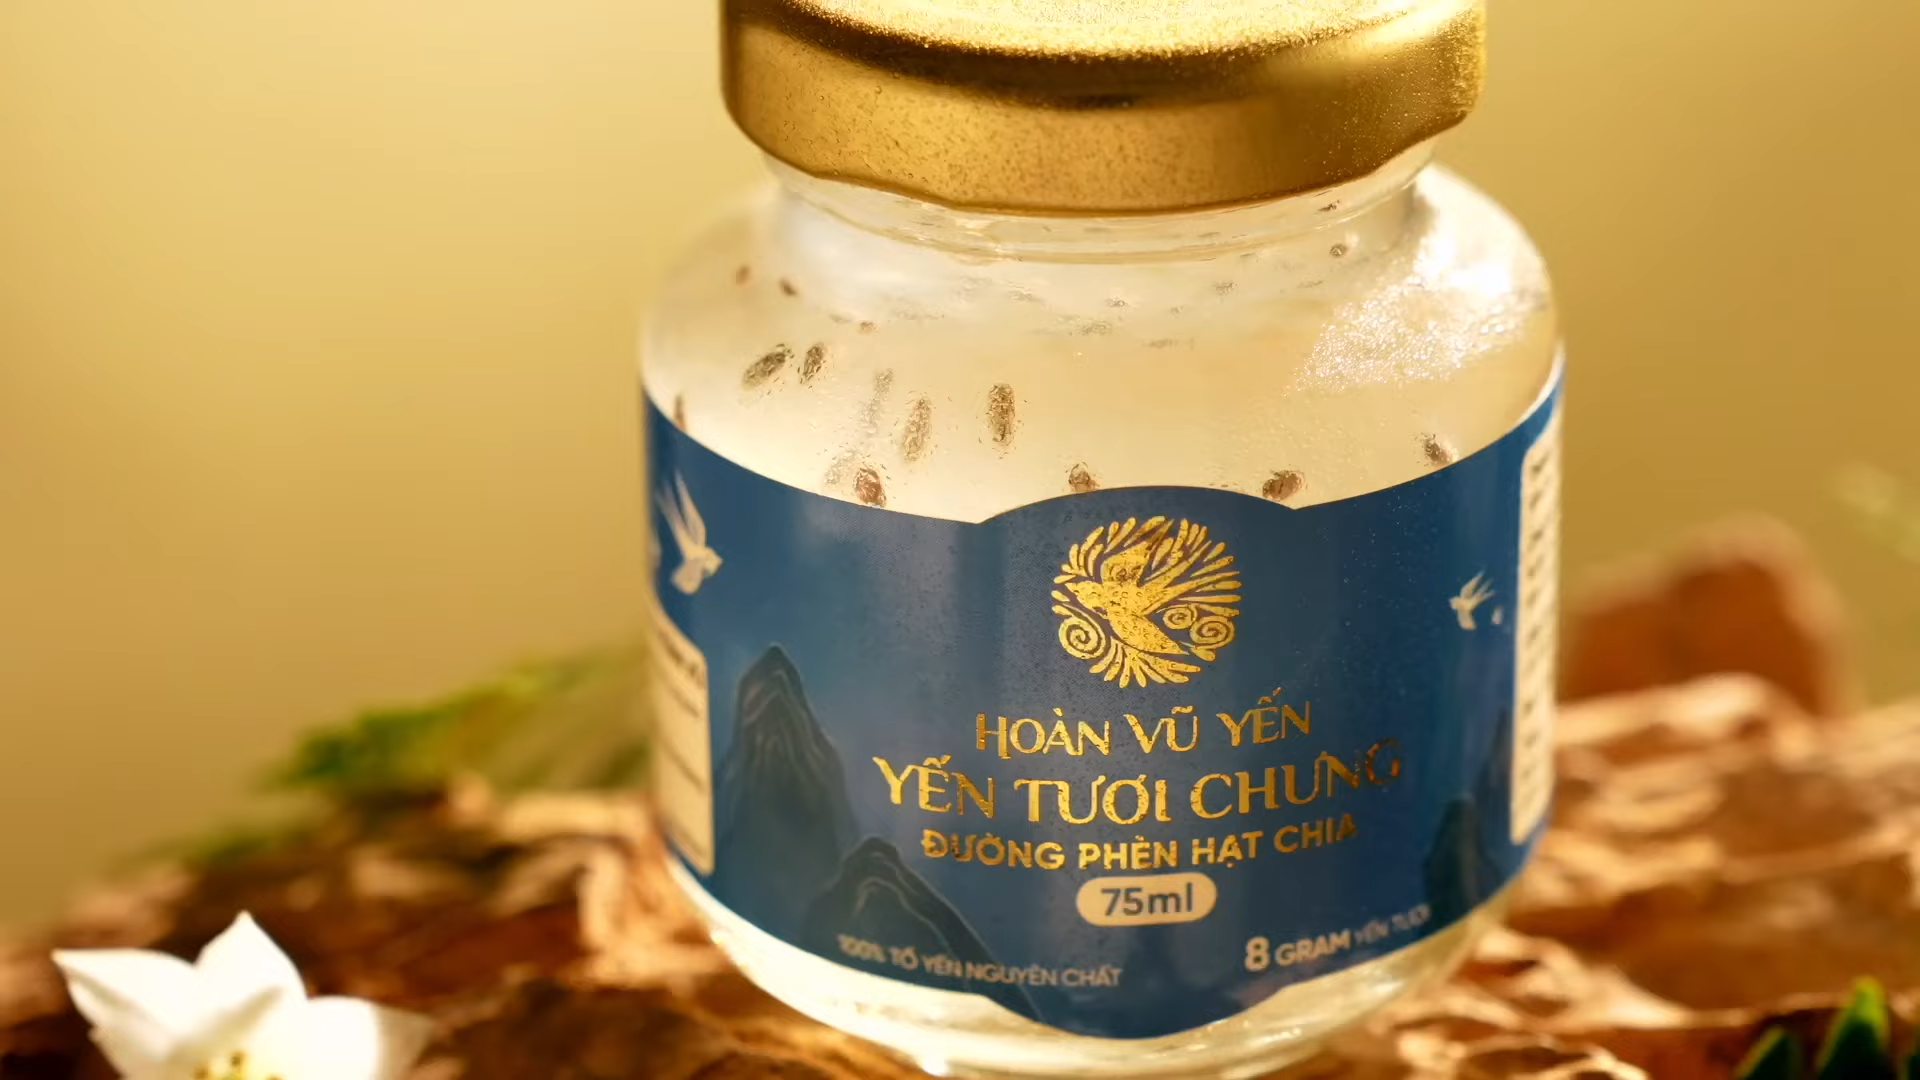 HOÀN VŨ YẾN
YẾN TƯƠI CHƯNG
ĐƯỜNG PHÈN HẠT CHIA
75ml
100% TỔ YẾN NGUYÊN CHẤT
8 GRAM YẾN TƯƠI